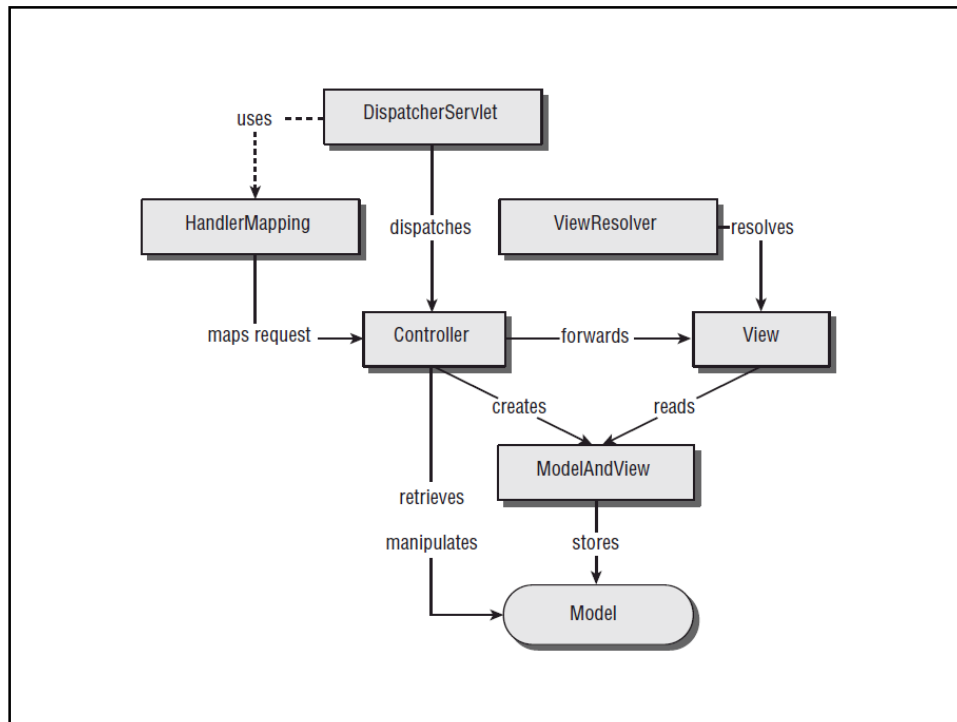 DispatcherServlet
uses
HandlerMapping
dispatches
ViewResolver
resolves
maps request
Controller
forwards
View
creates
reads
ModelAndView
retrieves
manipulates
stores
Model